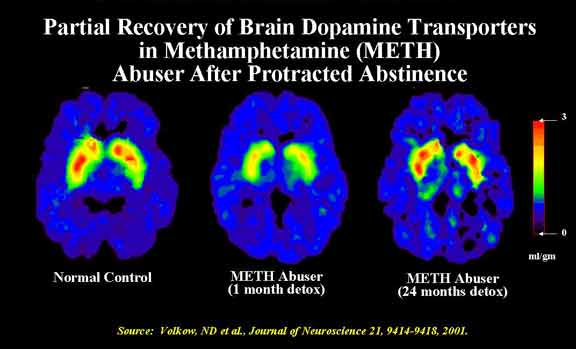 Partial Recovery of Brain Dopamine Transporters
in Methamphetamine (METH)
Abuser After Protracted Abstinence
3
0
ml/gm
Normal Control
METH Abuser
(1 month detox)
METH Abuser
(24 months detox)
Source: Volkow, ND et al., Journal of Neuroscience 21, 9414-9418, 2001.